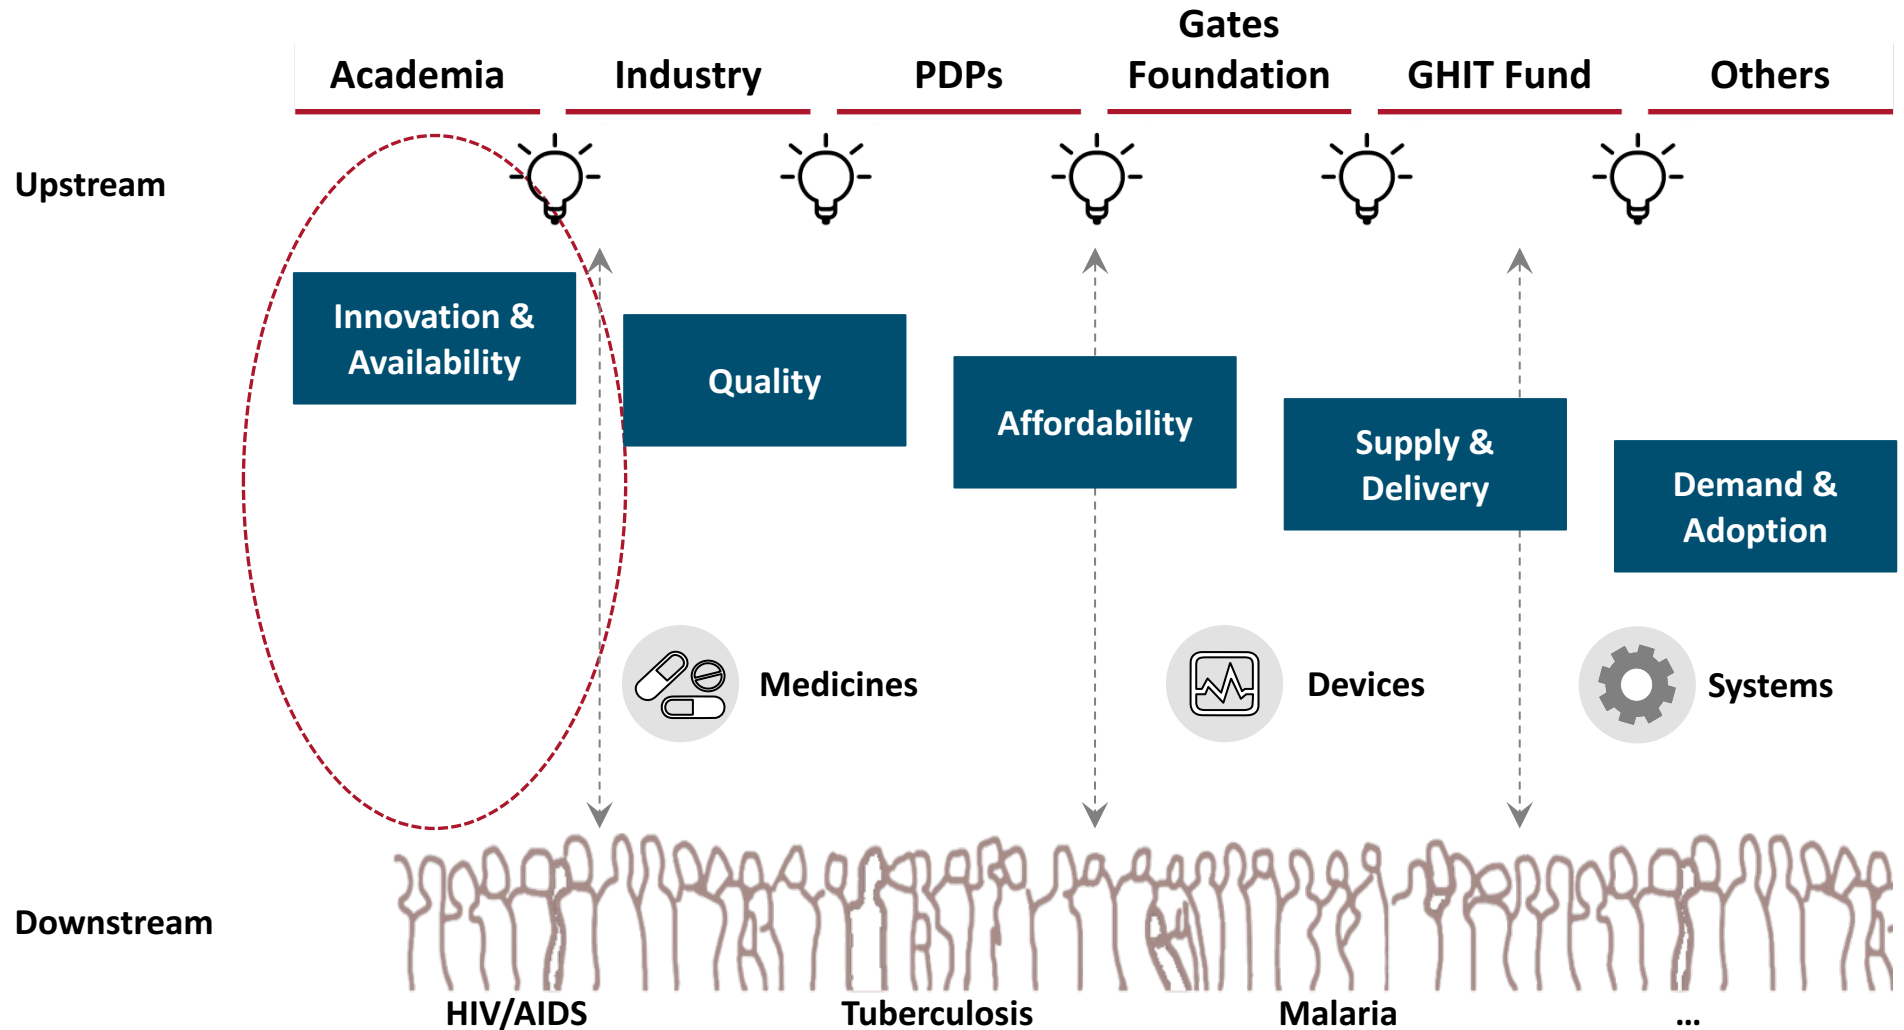 Academia
Industry
PDPs
Gates
Foundation
GHIT Fund
Others
Upstream
Innovation &
Availability
Quality
Affordability
Supply &
Delivery
Demand &
Adoption
Medicines
Devices
Systems
Downstream
HIV/AIDS
Tuberculosis
Malaria
...